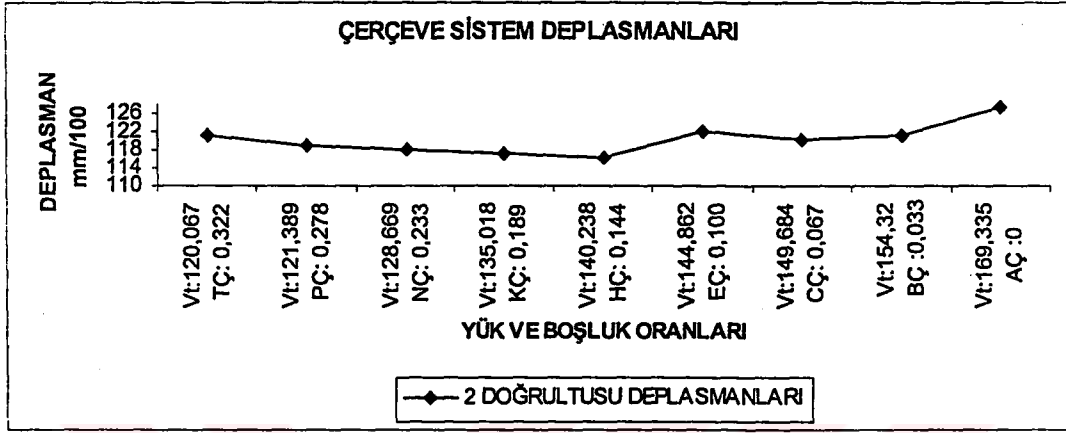 ÇERÇEVE SİSTEM DEPLASMANLARI
DEPLASMAN
mm/100
126
122
118
114
110
Vt:120,067
TÇ: 0,322
Vt:121,389
PÇ: 0,278
Vt:128,669
NÇ: 0,233
Vt:135,018
KÇ: 0,189
Vt:140,238
HÇ: 0,144
Vt:144,862
EÇ: 0,100
Vt:149,684
CÇ: 0,067
Vt:154,32
BÇ :0,033
Vt:169,335
AÇ :0
YÜK VE BOŞLUK ORANLARI
2 DOĞRULTUSU DEPLASMANLARI